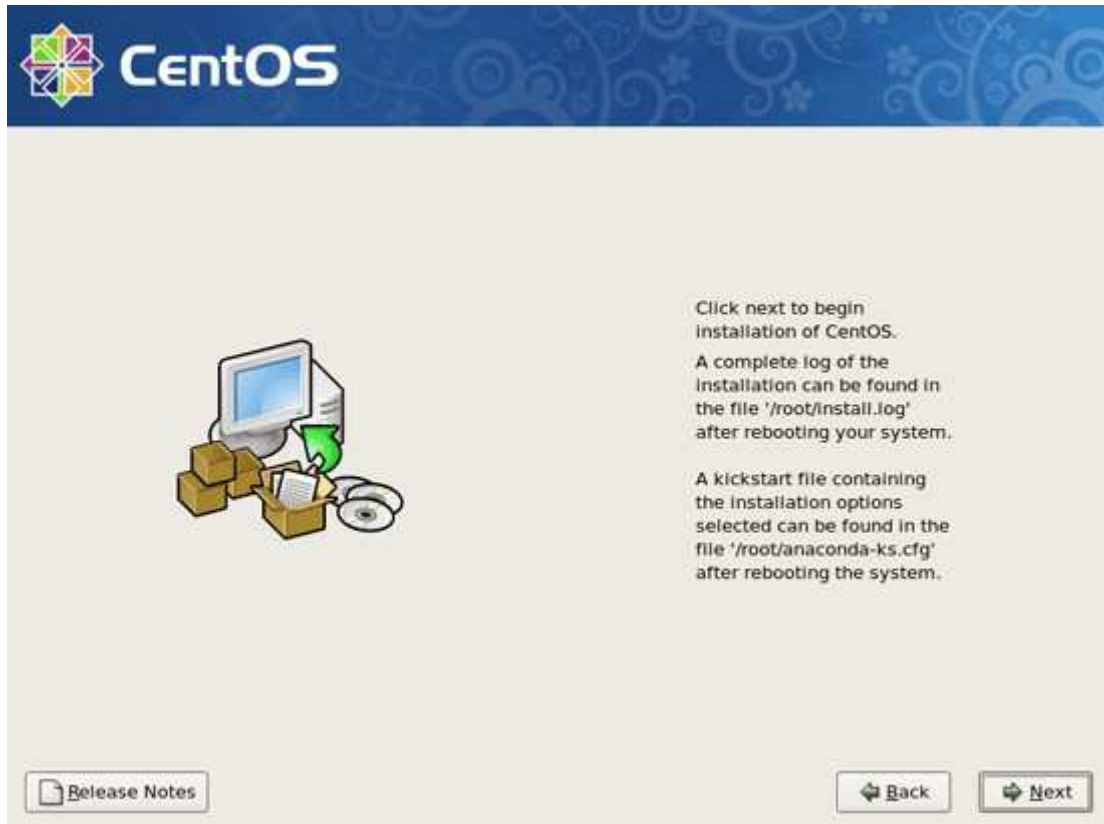 CentOS
Click next to begin
installation of CentOS.
A complete log of the
installation can be found in
the file '/root/install.log'
after rebooting your system.
A kickstart file containing
the installation options
selected can be found in the
file '/root/anaconda-ks.cfg'
after rebooting the system.
Release Notes
Back
Next